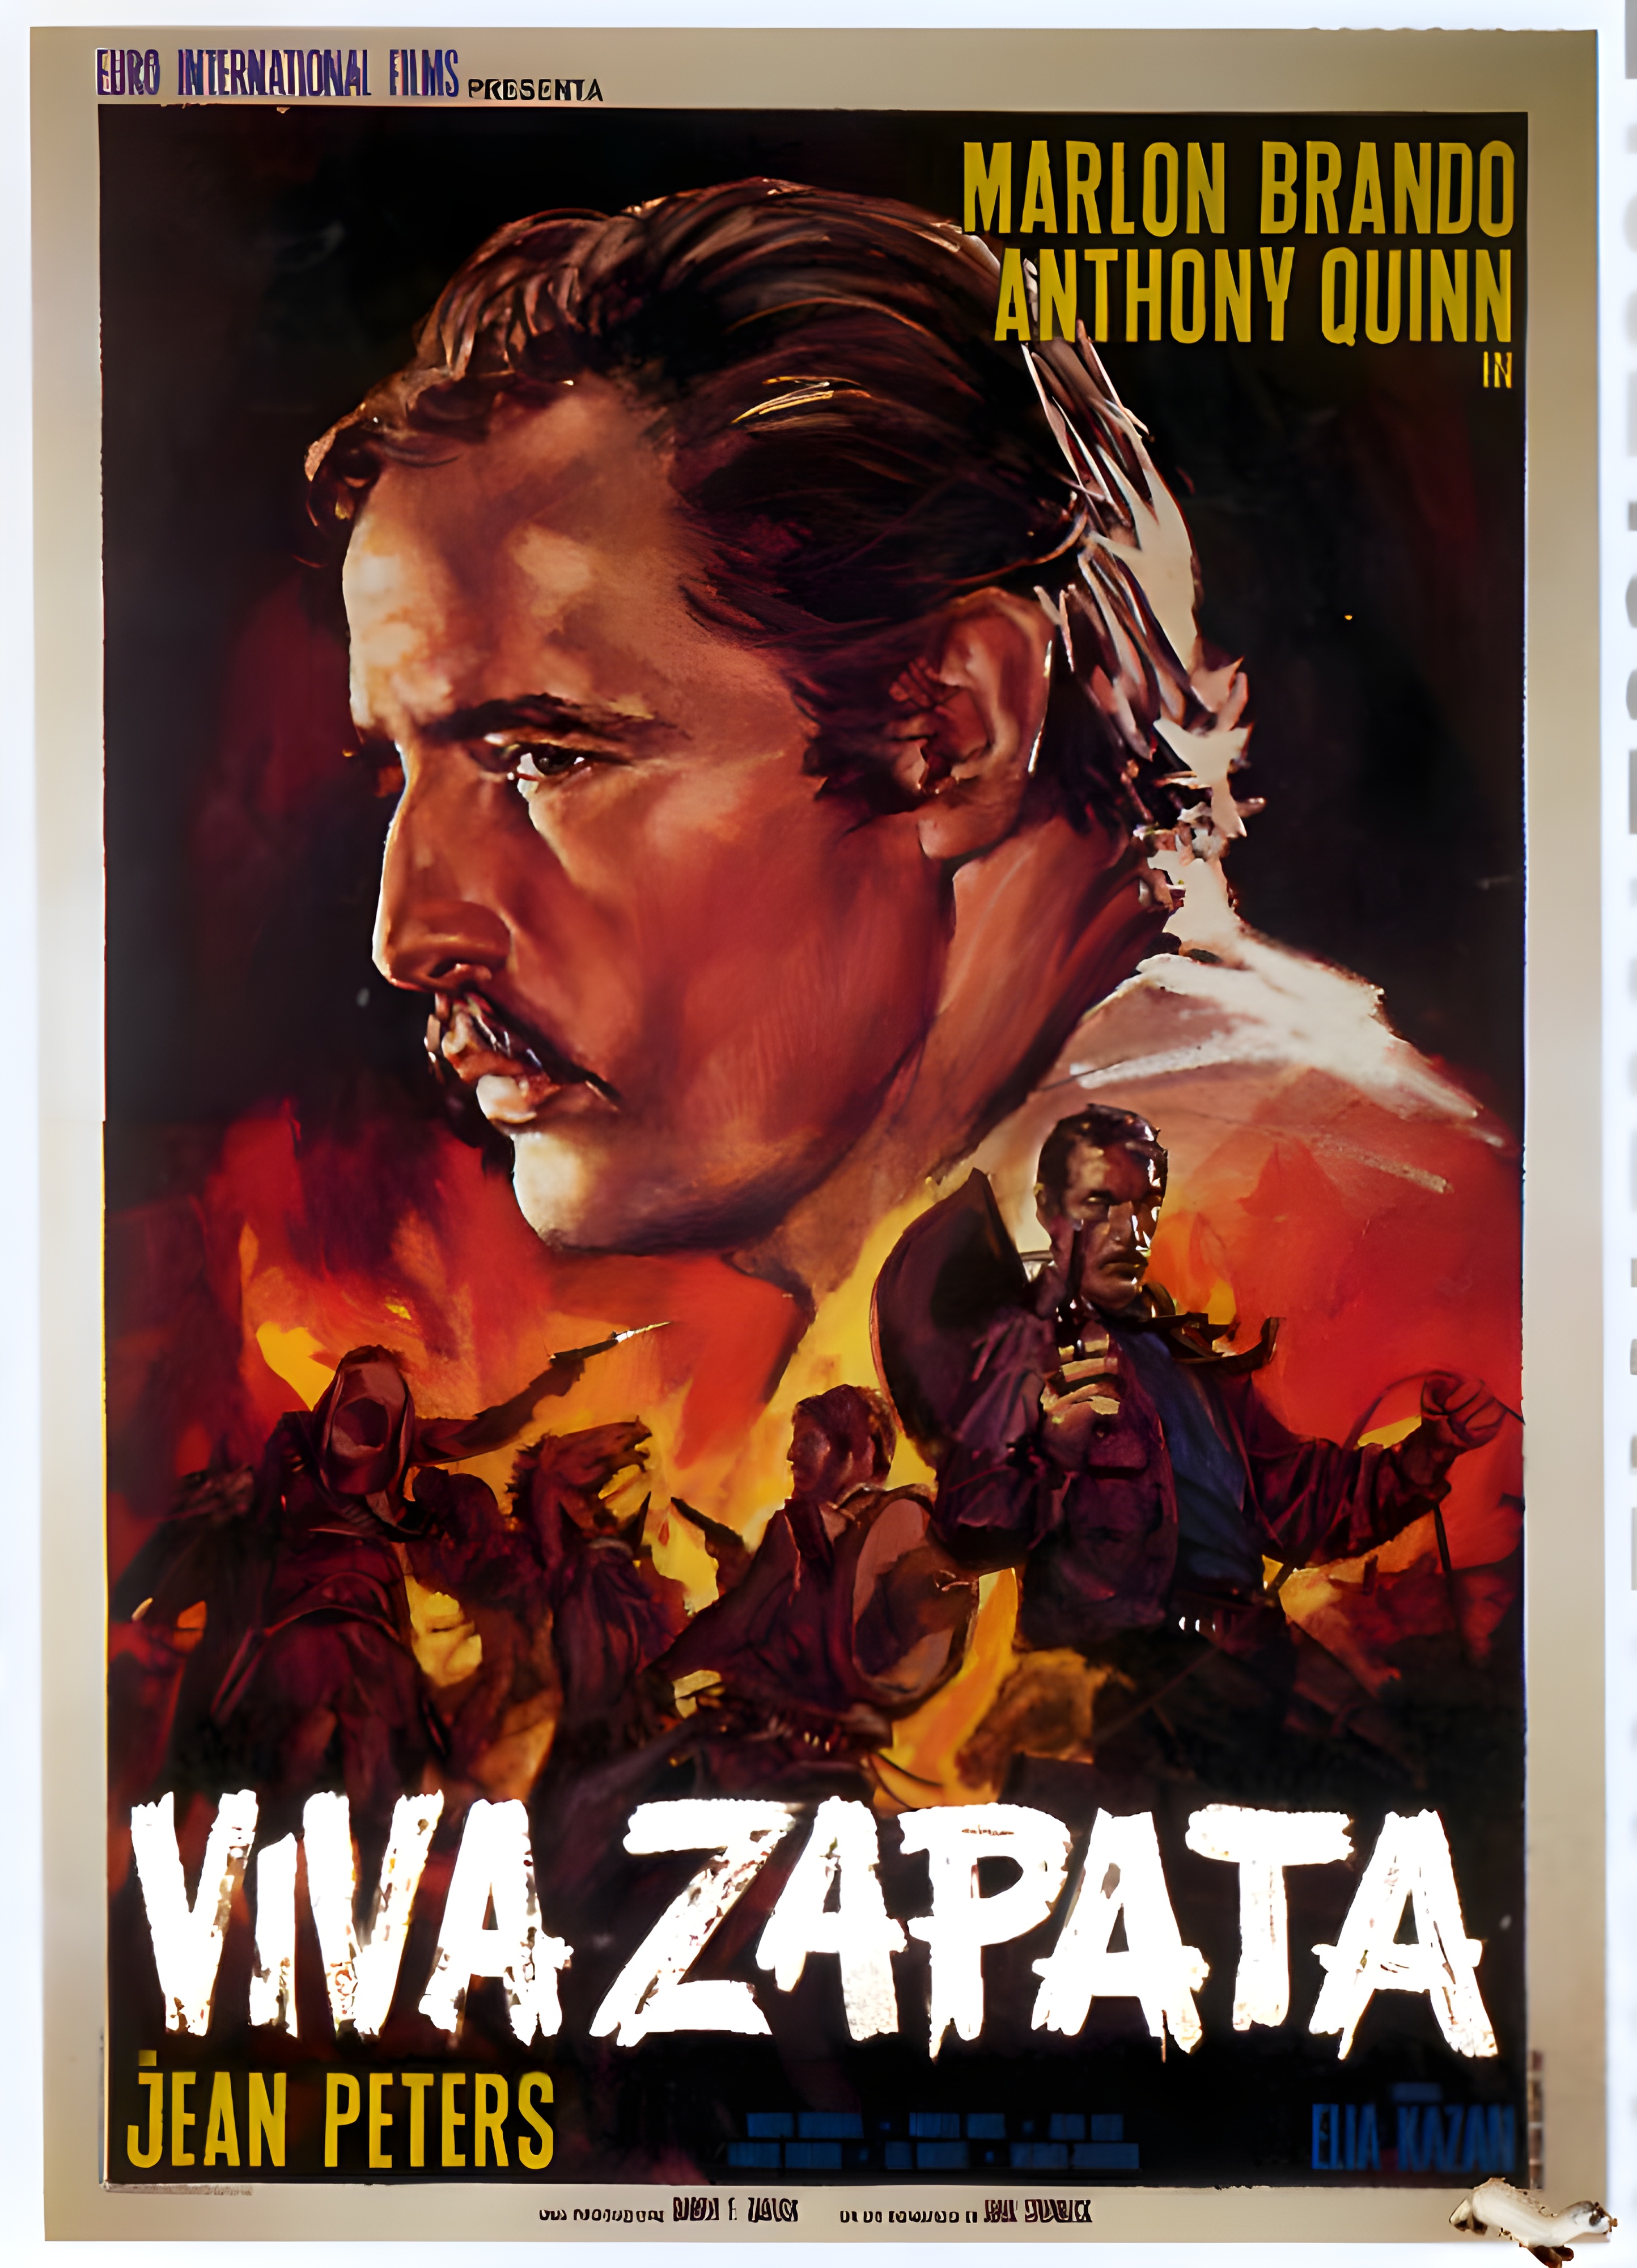 EURO INTERNATIONAL FILMS PRESENTA
MARLON BRANDO
ANTHONY QUINN
IN
VIVA ZAPATA
JEAN PETERS
ELIA KAZAN